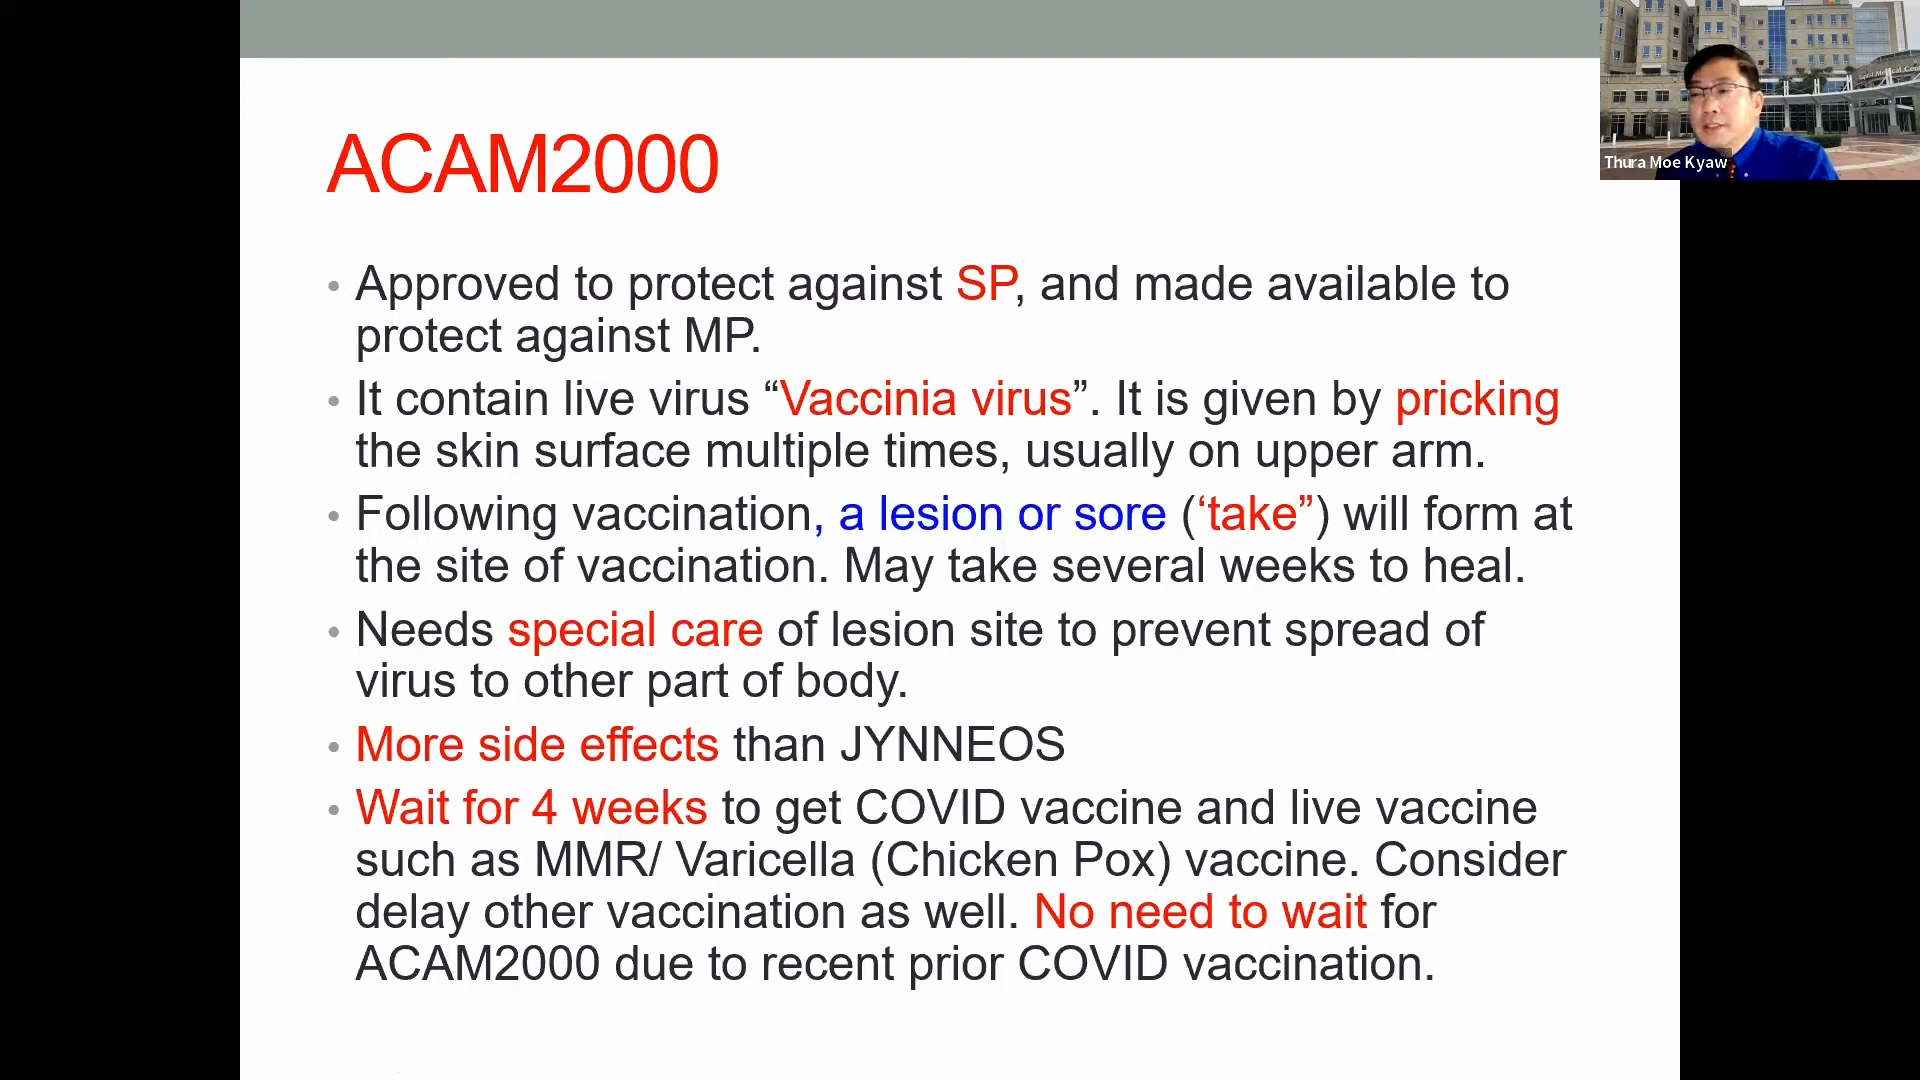 ACAM2000
• Approved to protect against SP, and made available to
protect against MP.
• It contain live virus “Vaccinia virus”. It is given by pricking
the skin surface multiple times, usually on upper arm.
• Following vaccination, a lesion or sore (‘take”) will form at
the site of vaccination. May take several weeks to heal.
• Needs special care of lesion site to prevent spread of
virus to other part of body.
• More side effects than JYNNEOS
• Wait for 4 weeks to get COVID vaccine and live vaccine
such as MMR/ Varicella (Chicken Pox) vaccine. Consider
delay other vaccination as well. No need to wait for
ACAM2000 due to recent prior COVID vaccination.
Thura Moe Kyaw